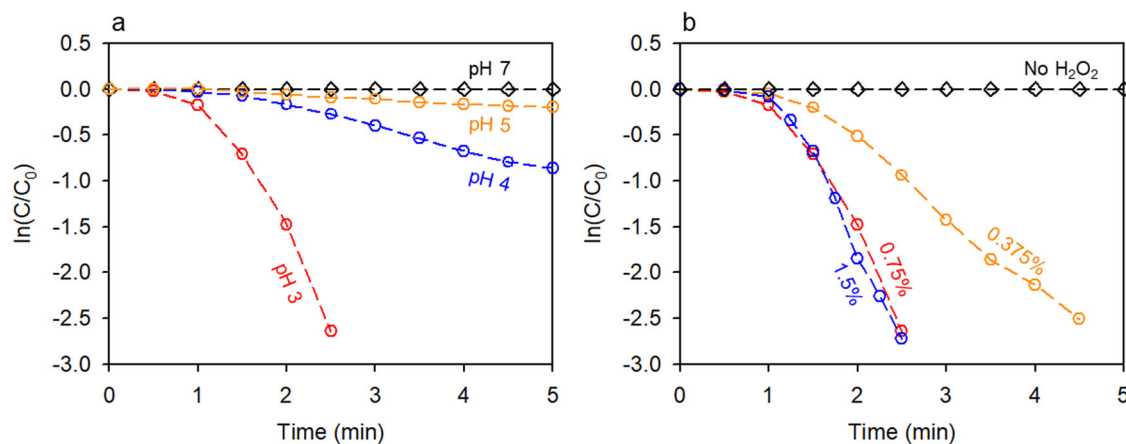 a
0.5
0.0
-0.5
-1.0
-1.5
-2.0
-2.5
-3.0
ln(C/C₀)
pH 7
pH 5
pH 4
pH 3
0 1 2 3 4 5
Time (min)
b
0.5
0.0
-0.5
-1.0
-1.5
-2.0
-2.5
-3.0
ln(C/C₀)
No H₂O₂
0.375%
0.75%
1.5%
0 1 2 3 4 5
Time (min)